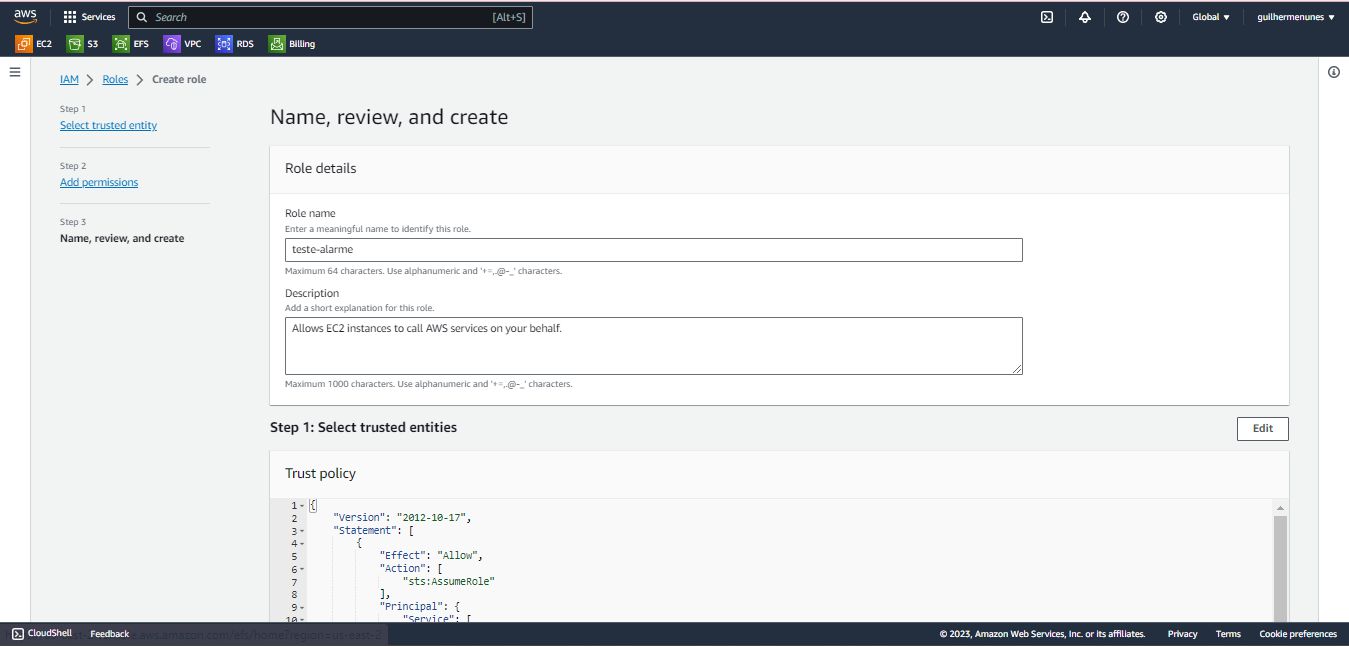 aws Services Search [Alt+S] Global guilhermenunes
EC2 S3 EFS VPC RDS Billing
IAM Roles Create role
Step 1
Select trusted entity
Step 2
Add permissions
Step 3
Name, review, and create
Name, review, and create
Role details
Role name
Enter a meaningful name to identify this role.
teste-alarme
Maximum 64 characters. Use alphanumeric and '+=,.@-_' characters.
Description
Add a short explanation for this role.
Allows EC2 instances to call AWS services on your behalf.
Maximum 1000 characters. Use alphanumeric and '+=,.@-_' characters.
Step 1: Select trusted entities Edit
Trust policy
1 {
2 "Version": "2012-10-17",
3 "Statement": [
4 {
5 "Effect": "Allow",
6 "Action": [
7 "sts:AssumeRole"
8 ],
9 "Principal": {
10 "Service": [
CloudShell Feedback .aws.amazon.com/efs/home?region=us-east-2 © 2023, Amazon Web Services, Inc. or its affiliates. Privacy Terms Cookie preferences